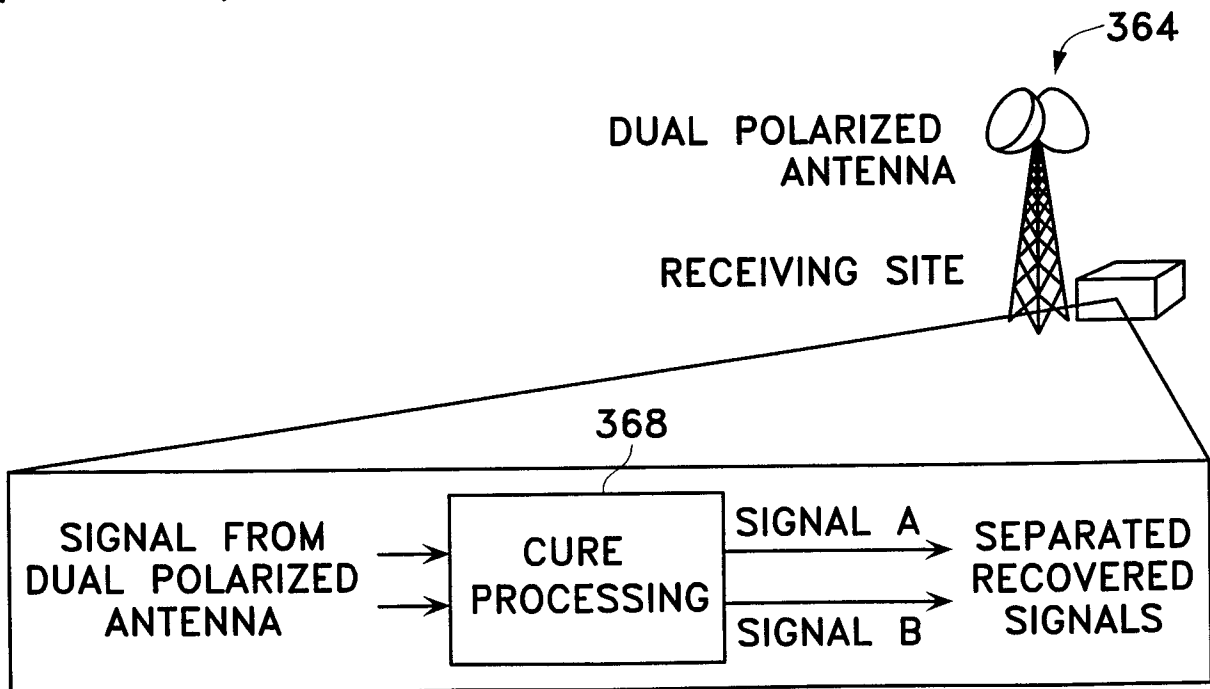 364
DUAL POLARIZED
ANTENNA
RECEIVING SITE
368
SIGNAL FROM
DUAL POLARIZED
ANTENNA
CURE
PROCESSING
SIGNAL A
SIGNAL B
SEPARATED
RECOVERED
SIGNALS